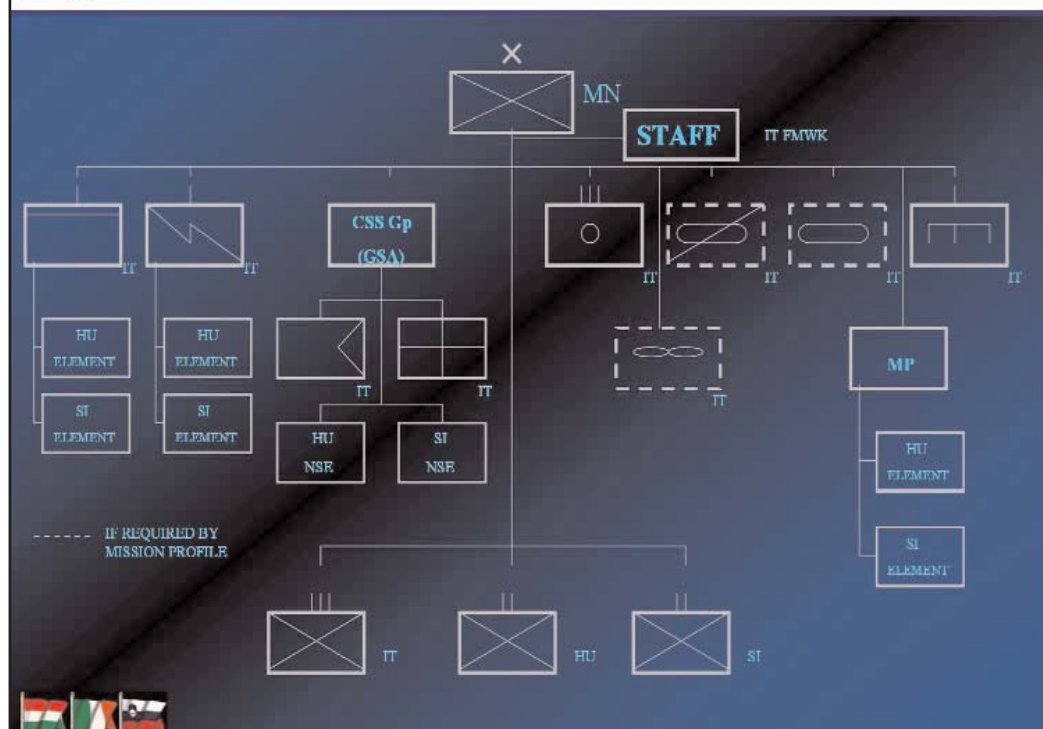 MN
STAFF
IT FMWK
IT
IT
CSS Gp
(GSA)
IT
IT
IT
IT
HU
ELEMENT
SI
ELEMENT
HU
ELEMENT
SI
ELEMENT
IT
IT
HU
NSE
SI
NSE
IT
MP
HU
ELEMENT
SI
ELEMENT
IF REQUIRED BY
MISSION PROFILE
IT
HU
SI